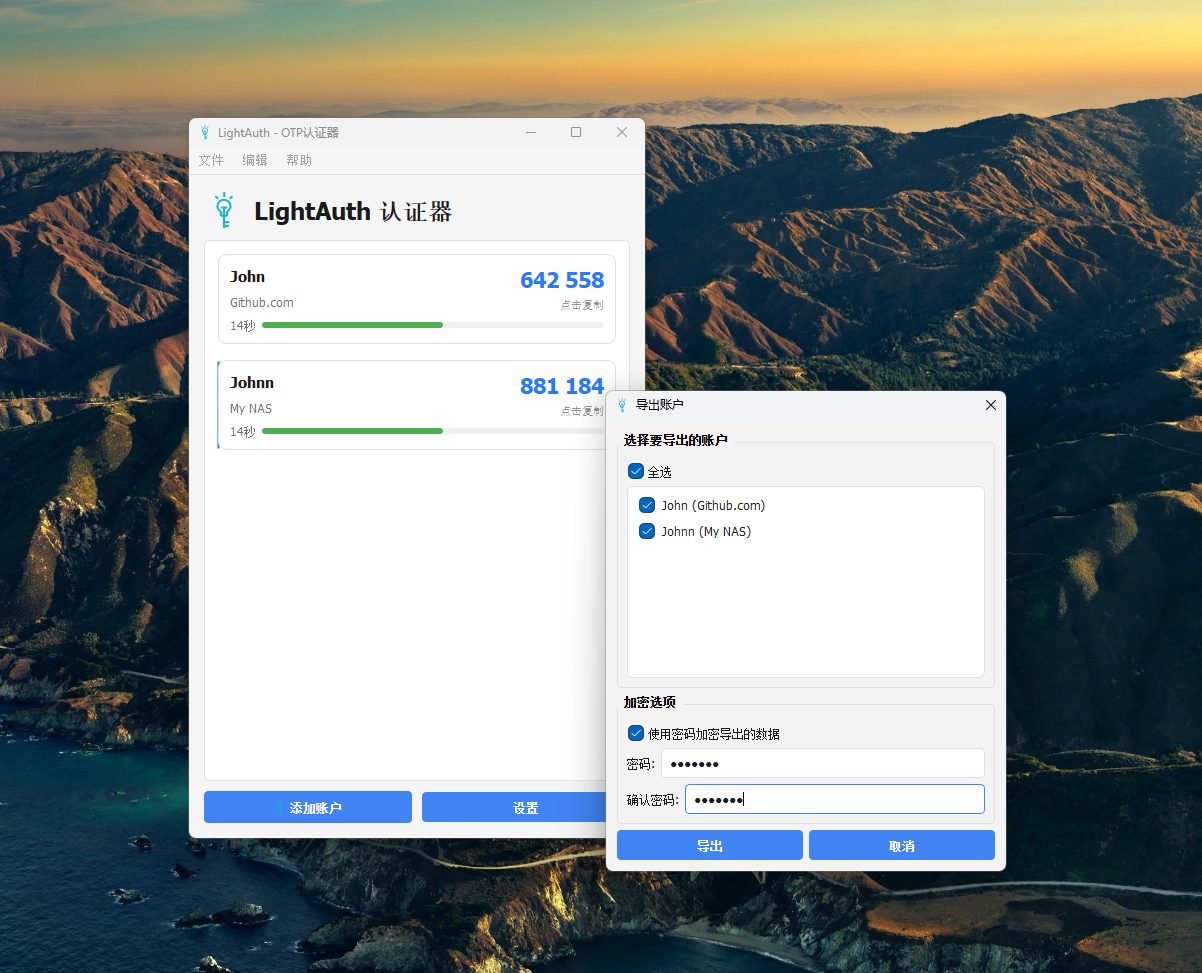 LightAuth - OTP认证器
文件 编辑 帮助
LightAuth 认证器
John
642 558
Github.com
点击复制
14秒
Johnn
881 184
My NAS
点击复制
14秒
添加账户
设置
导出账户
选择要导出的账户
全选
John (Github.com)
Johnn (My NAS)
加密选项
使用密码加密导出的数据
密码: ●●●●●●●
确认密码: ●●●●●●●
导出
取消